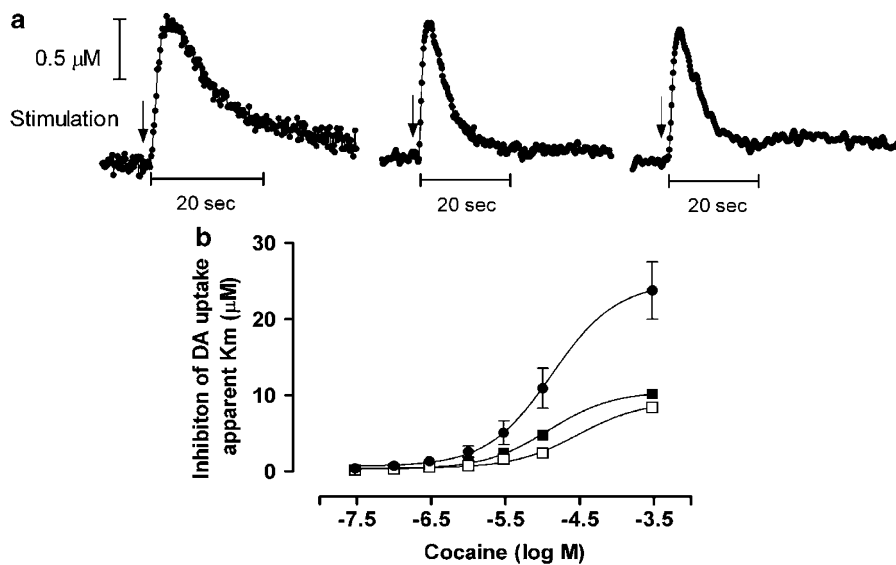 a
0.5 μM
Stimulation
20 sec
20 sec
20 sec
b
Inhibiton of DA uptake
apparent Km (μM)
30
20
10
0
-7.5
-6.5
-5.5
-4.5
-3.5
Cocaine (log M)